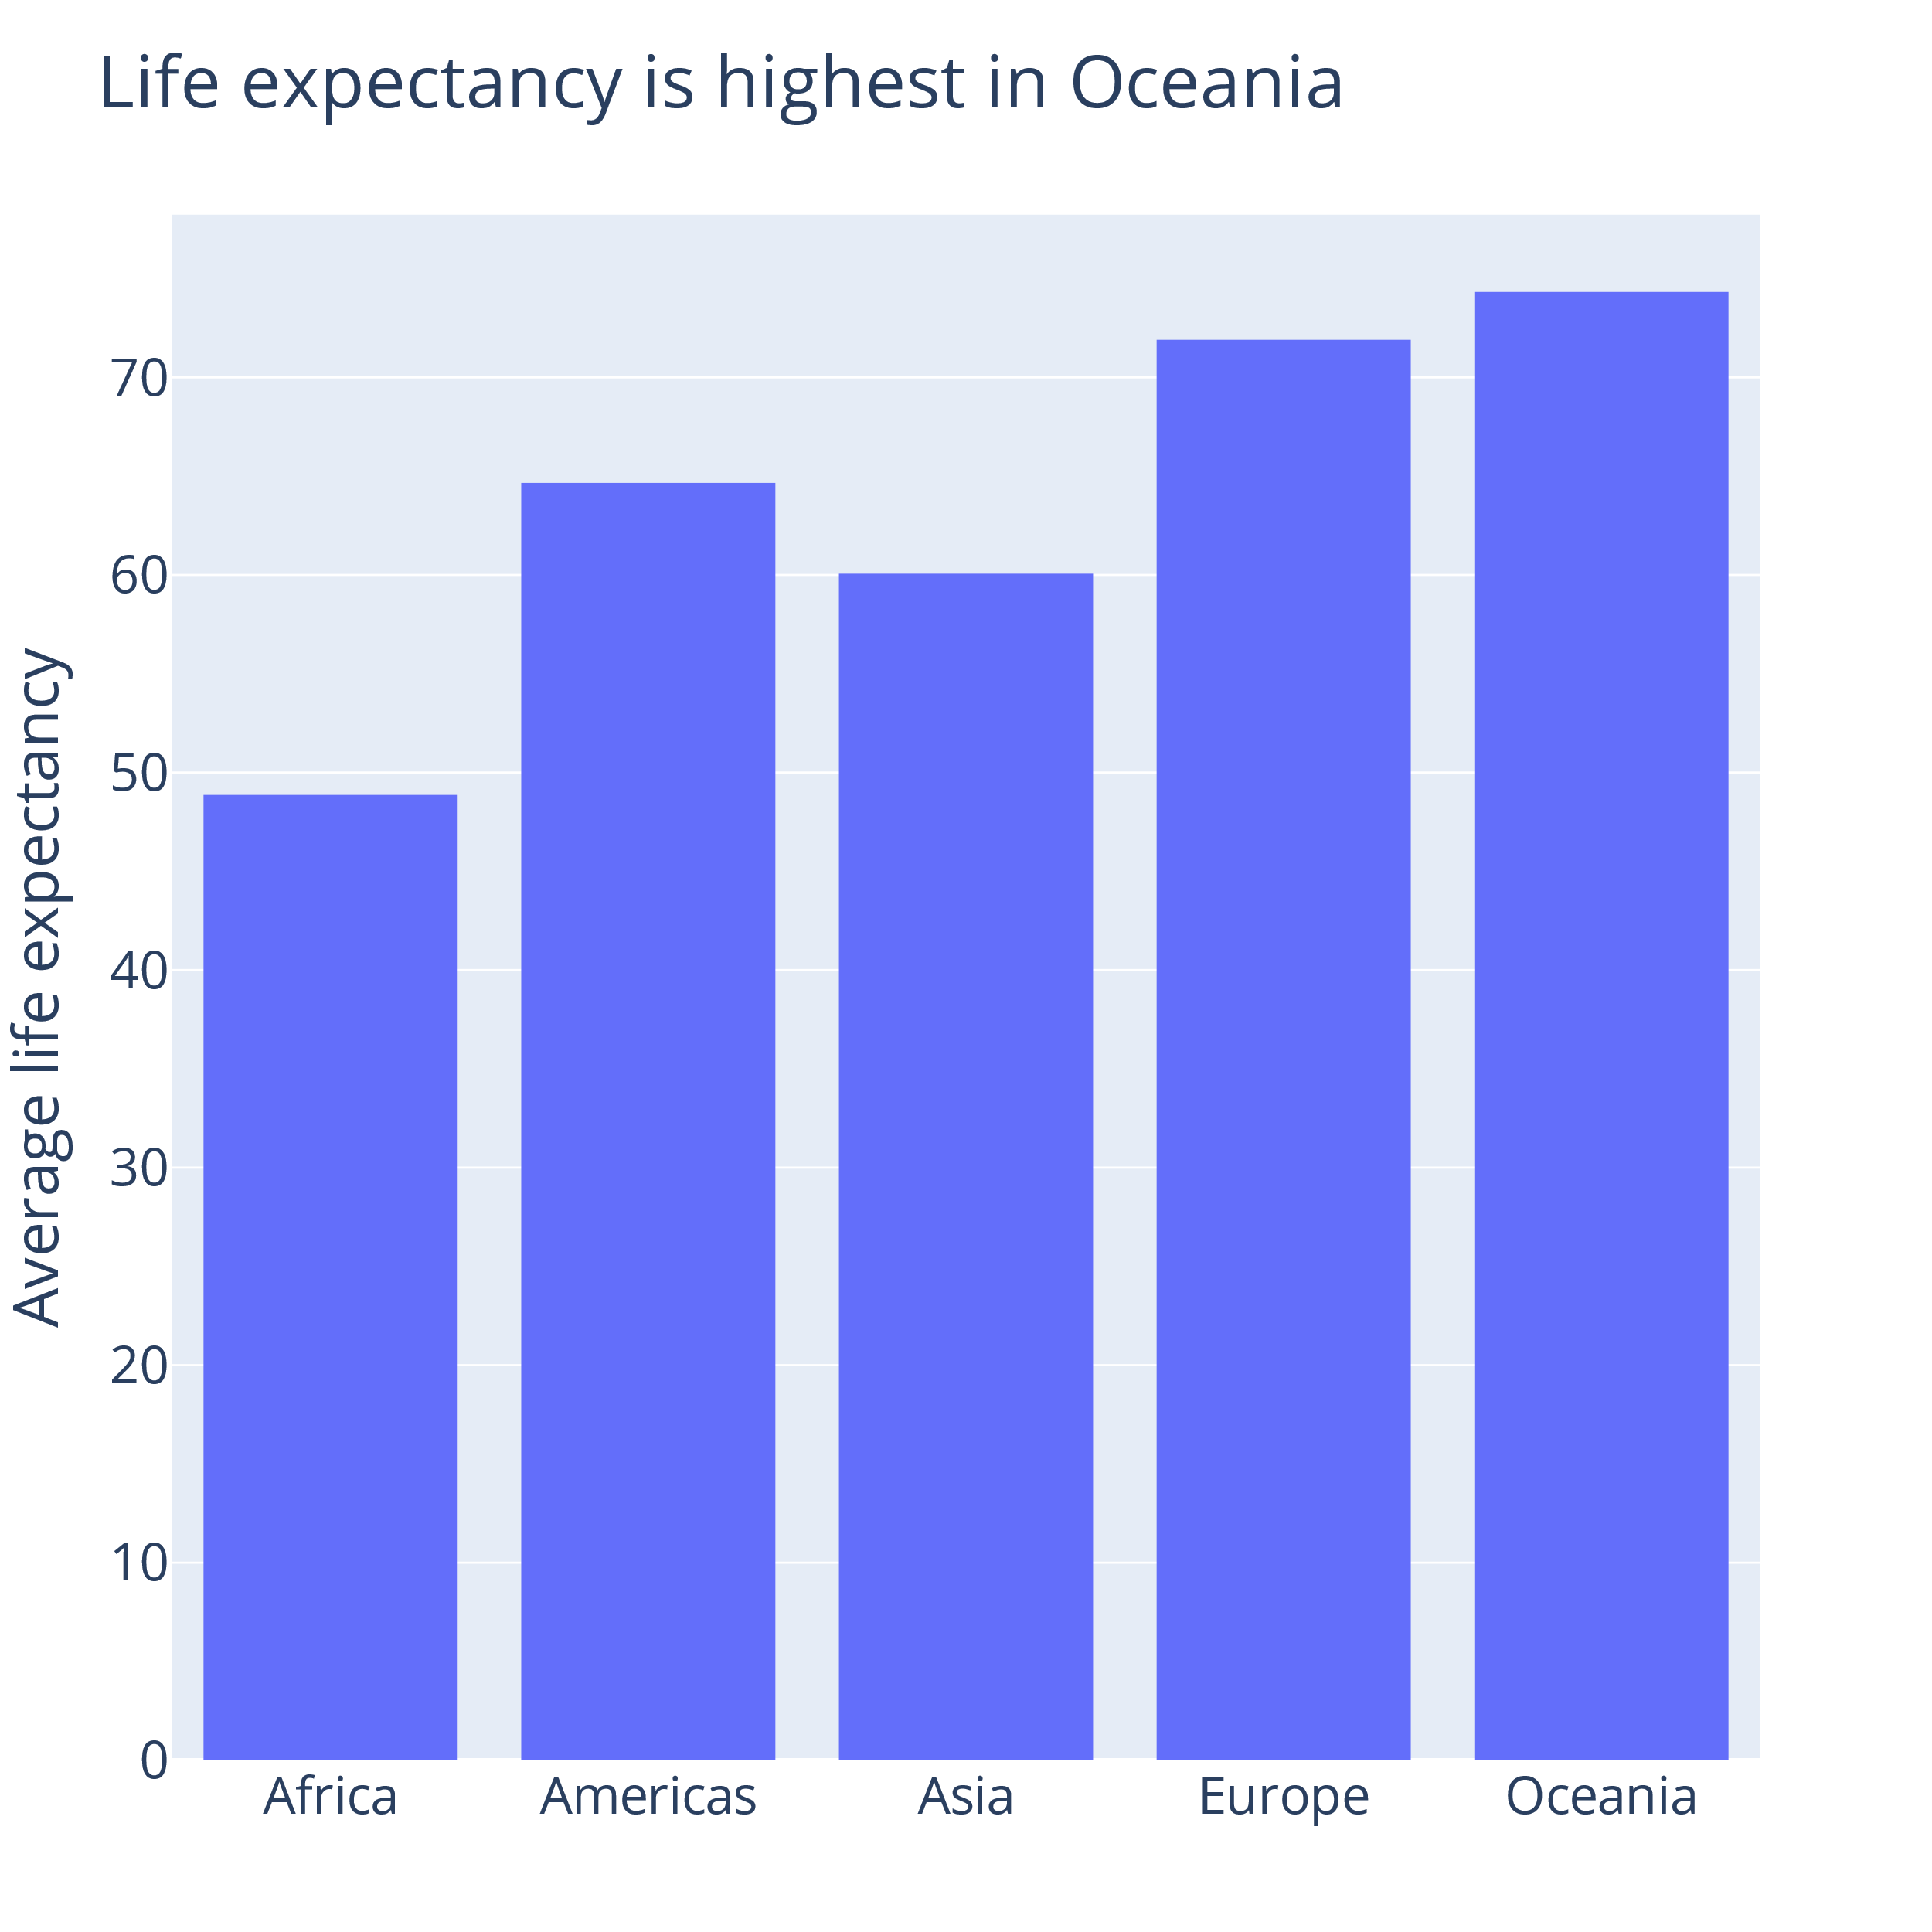 Life expectancy is highest in Oceania
Average life expectancy
70
60
50
40
30
20
10
0
Africa
Americas
Asia
Europe
Oceania